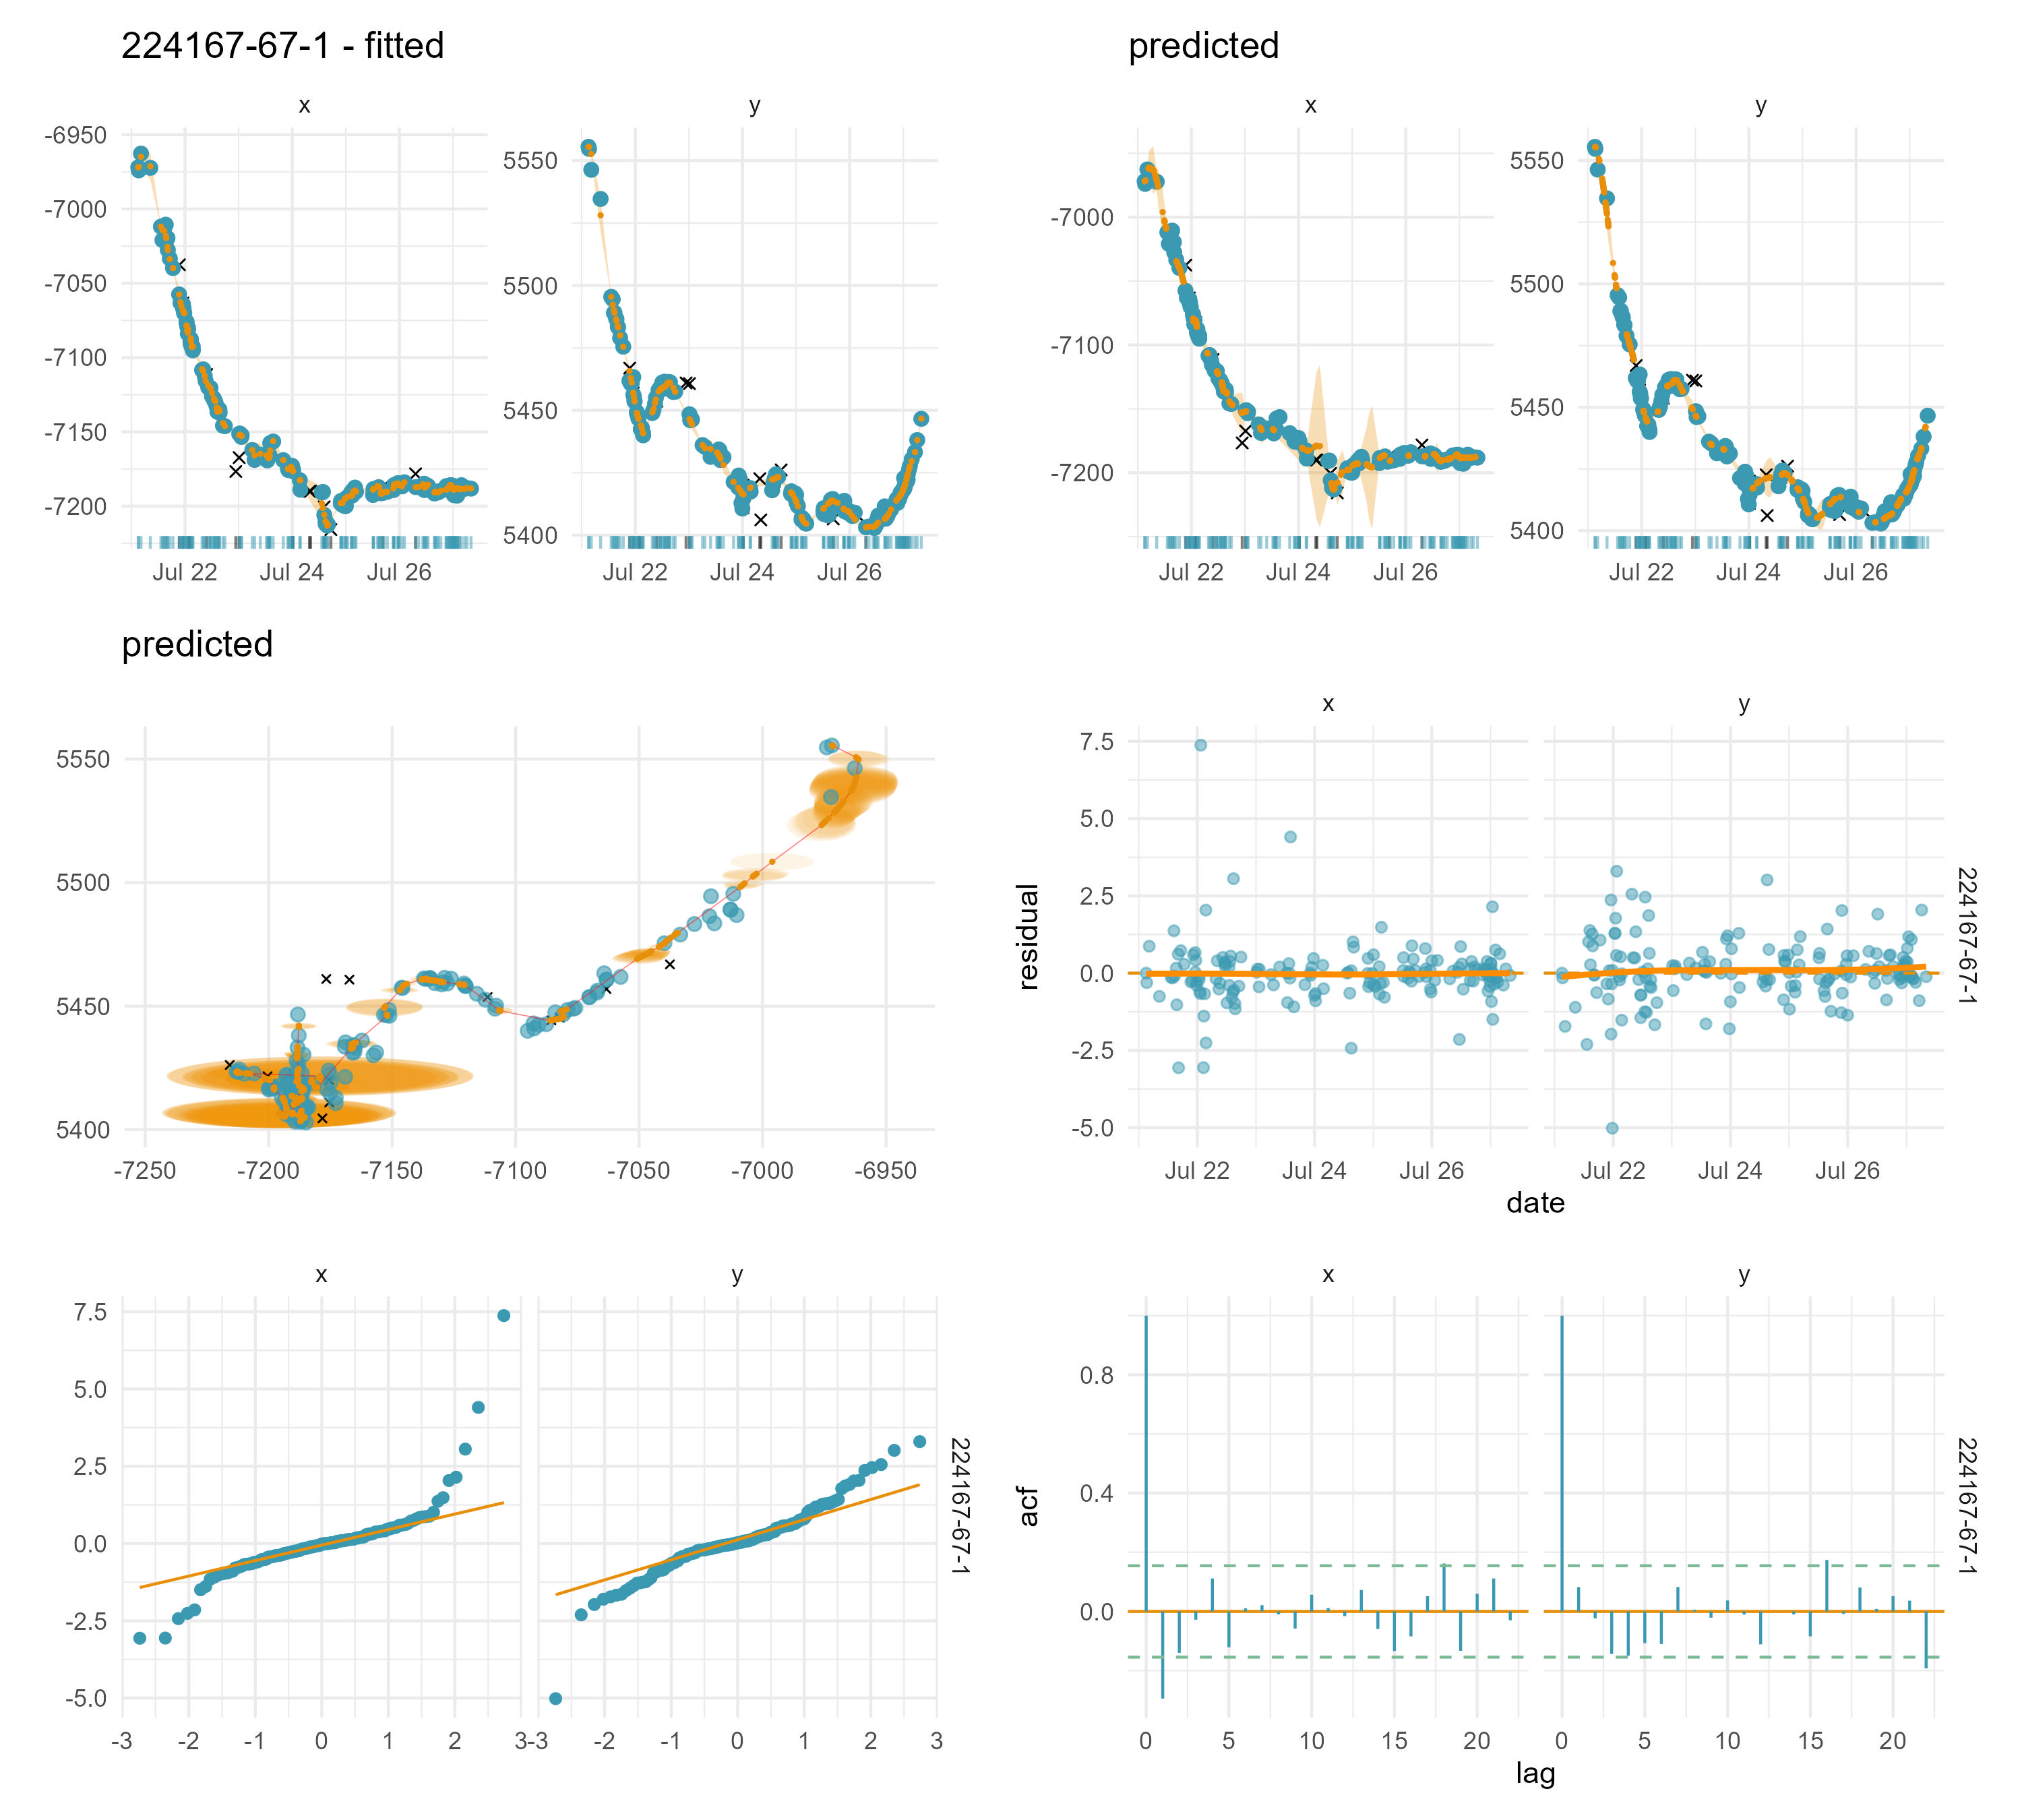 224167-67-1 - fitted
predicted
x
y
x
y
-6950
-7000
-7050
-7100
-7150
-7200
5550
5500
5450
5400
-7000
-7100
-7200
5550
5500
5450
5400
Jul 22
Jul 24
Jul 26
Jul 22
Jul 24
Jul 26
Jul 22
Jul 24
Jul 26
Jul 22
Jul 24
Jul 26
predicted
5550
5500
5450
5400
-7250
-7200
-7150
-7100
-7050
-7000
-6950
x
y
residual
7.5
5.0
2.5
0.0
-2.5
-5.0
224167-67-1
Jul 22
Jul 24
Jul 26
Jul 22
Jul 24
Jul 26
date
x
y
7.5
5.0
2.5
0.0
-2.5
-5.0
224167-67-1
-3
-2
-1
0
1
2
3
-3
-2
-1
0
1
2
3
x
y
acf
0.8
0.4
0.0
224167-67-1
0
5
10
15
20
0
5
10
15
20
lag